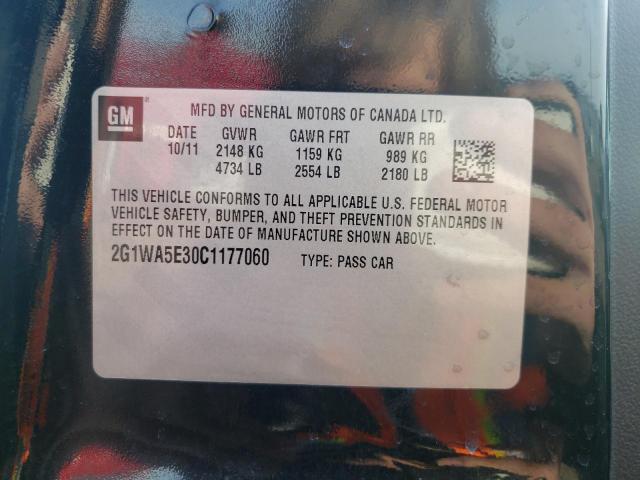 GM
MFD BY GENERAL MOTORS OF CANADA LTD.
DATE GVWR GAWR FRT GAWR RR
10/11 2148 KG 1159 KG 989 KG
4734 LB 2554 LB 2180 LB
THIS VEHICLE CONFORMS TO ALL APPLICABLE U.S. FEDERAL MOTOR
VEHICLE SAFETY, BUMPER, AND THEFT PREVENTION STANDARDS IN
EFFECT ON THE DATE OF MANUFACTURE SHOWN ABOVE.
2G1WA5E30C1177060 TYPE: PASS CAR